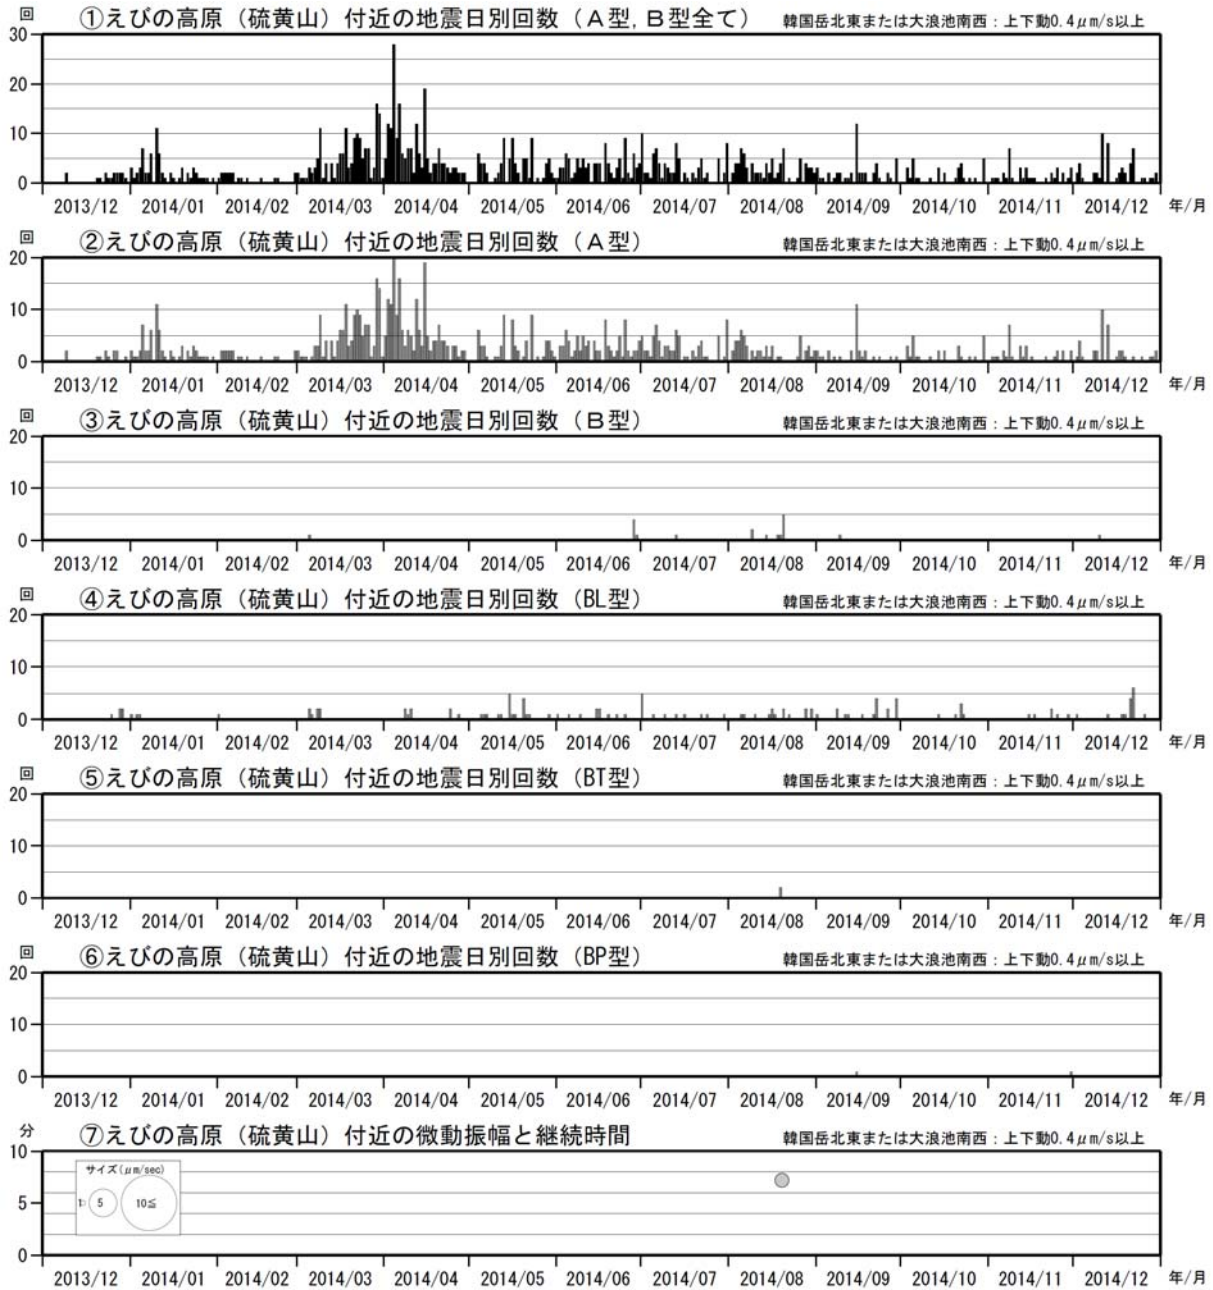 回 ①えびの高原（硫黄山）付近の地震日別回数（Ａ型，Ｂ型全て） 韓国岳北東または大浪池南西：上下動0.4μm/s以上
30
20
10
0
2013/12 2014/01 2014/02 2014/03 2014/04 2014/05 2014/06 2014/07 2014/08 2014/09 2014/10 2014/11 2014/12 年/月
回 ②えびの高原（硫黄山）付近の地震日別回数（Ａ型） 韓国岳北東または大浪池南西：上下動0.4μm/s以上
20
10
0
2013/12 2014/01 2014/02 2014/03 2014/04 2014/05 2014/06 2014/07 2014/08 2014/09 2014/10 2014/11 2014/12 年/月
回 ③えびの高原（硫黄山）付近の地震日別回数（Ｂ型） 韓国岳北東または大浪池南西：上下動0.4μm/s以上
20
10
0
2013/12 2014/01 2014/02 2014/03 2014/04 2014/05 2014/06 2014/07 2014/08 2014/09 2014/10 2014/11 2014/12 年/月
回 ④えびの高原（硫黄山）付近の地震日別回数（BL型） 韓国岳北東または大浪池南西：上下動0.4μm/s以上
20
10
0
2013/12 2014/01 2014/02 2014/03 2014/04 2014/05 2014/06 2014/07 2014/08 2014/09 2014/10 2014/11 2014/12 年/月
回 ⑤えびの高原（硫黄山）付近の地震日別回数（BT型） 韓国岳北東または大浪池南西：上下動0.4μm/s以上
20
10
0
2013/12 2014/01 2014/02 2014/03 2014/04 2014/05 2014/06 2014/07 2014/08 2014/09 2014/10 2014/11 2014/12 年/月
回 ⑥えびの高原（硫黄山）付近の地震日別回数（BP型） 韓国岳北東または大浪池南西：上下動0.4μm/s以上
20
10
0
2013/12 2014/01 2014/02 2014/03 2014/04 2014/05 2014/06 2014/07 2014/08 2014/09 2014/10 2014/11 2014/12 年/月
分 ⑦えびの高原（硫黄山）付近の微動振幅と継続時間 韓国岳北東または大浪池南西：上下動0.4μm/s以上
10
サイズ(μm/sec)
1 5 10≦
5
0
2013/12 2014/01 2014/02 2014/03 2014/04 2014/05 2014/06 2014/07 2014/08 2014/09 2014/10 2014/11 2014/12 年/月